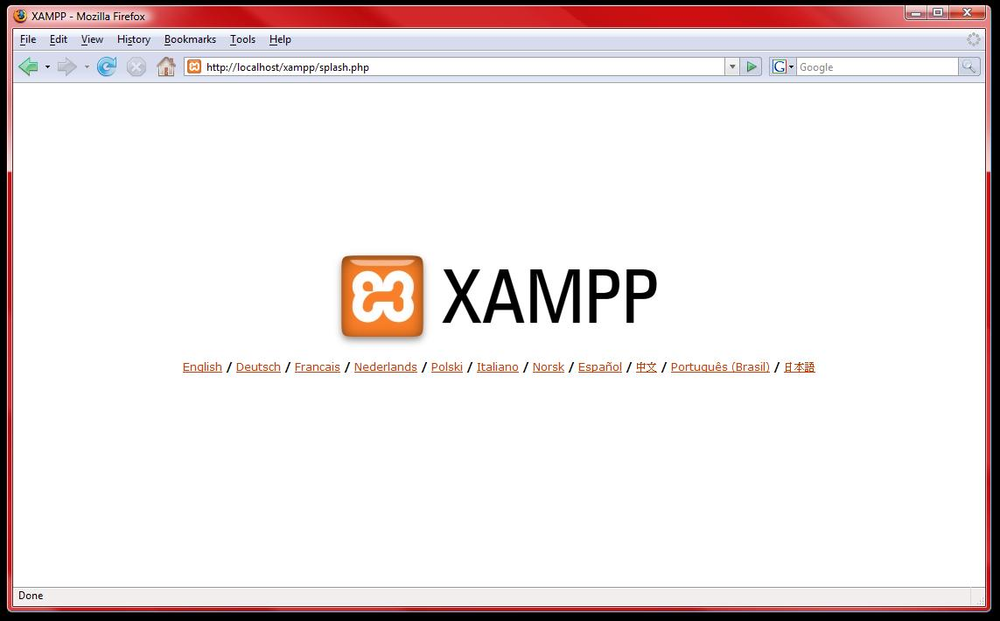 XAMPP - Mozilla Firefox
File Edit View History Bookmarks Tools Help
http://localhost/xampp/splash.php G Google
XAMPP
English / Deutsch / Francais / Nederlands / Polski / Italiano / Norsk / Español / 中文 / Português (Brasil) / 日本語
Done